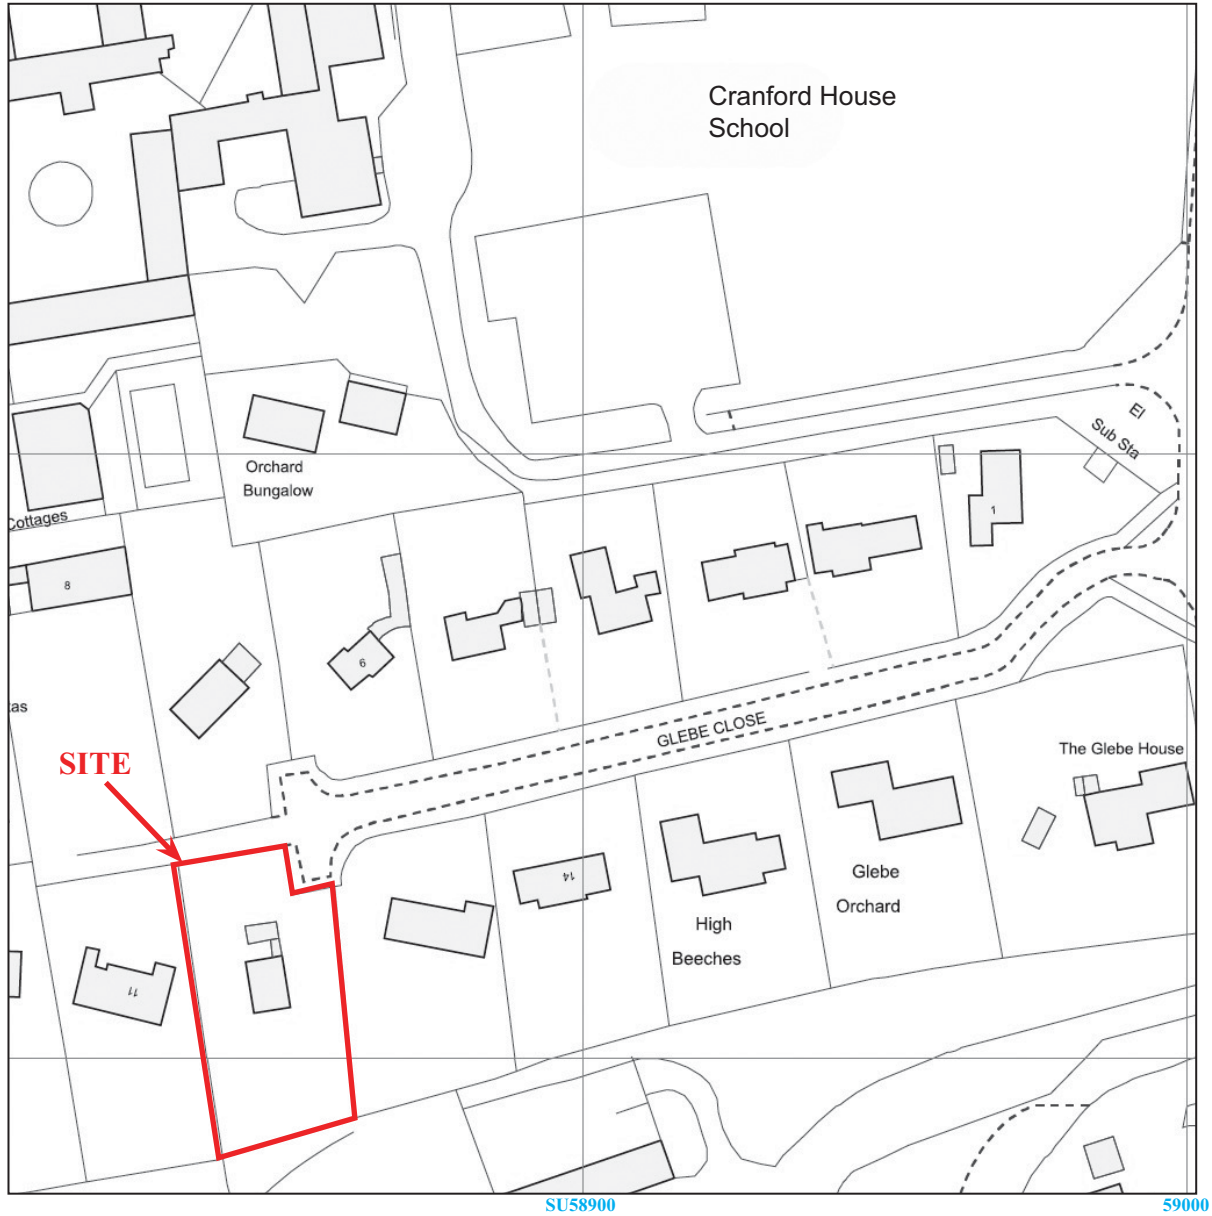 Cranford House
School
El
Sub Sta
Orchard
Bungalow
1
Cottages
8
6
tas
GLEBE CLOSE
The Glebe House
SITE
14
Glebe
Orchard
High
Beeches
11
SU58900
59000